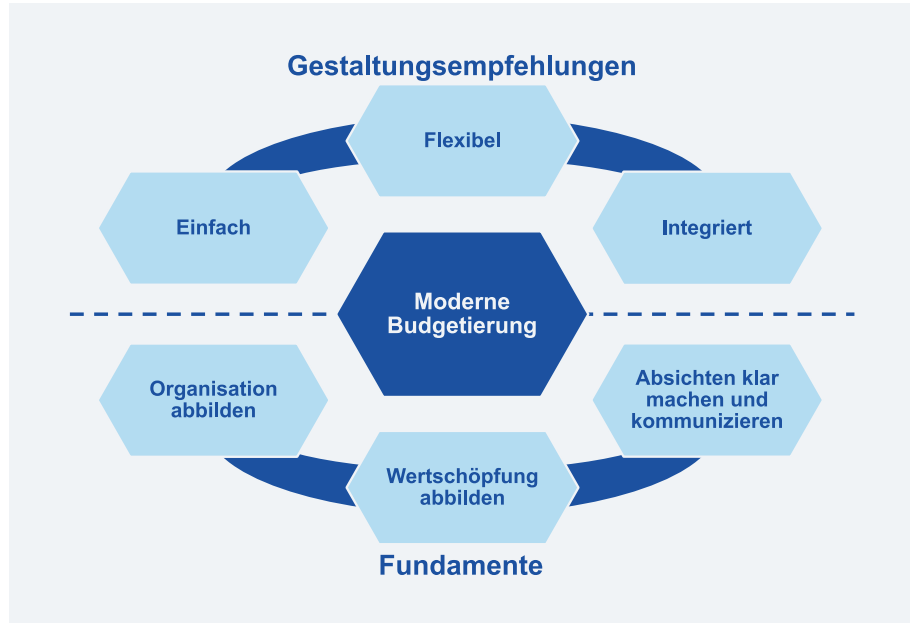 Gestaltungsempfehlungen
Flexibel
Einfach
Integriert
Moderne
Budgetierung
Organisation
abbilden
Absichten klar
machen und
kommunizieren
Wertschöpfung
abbilden
Fundamente